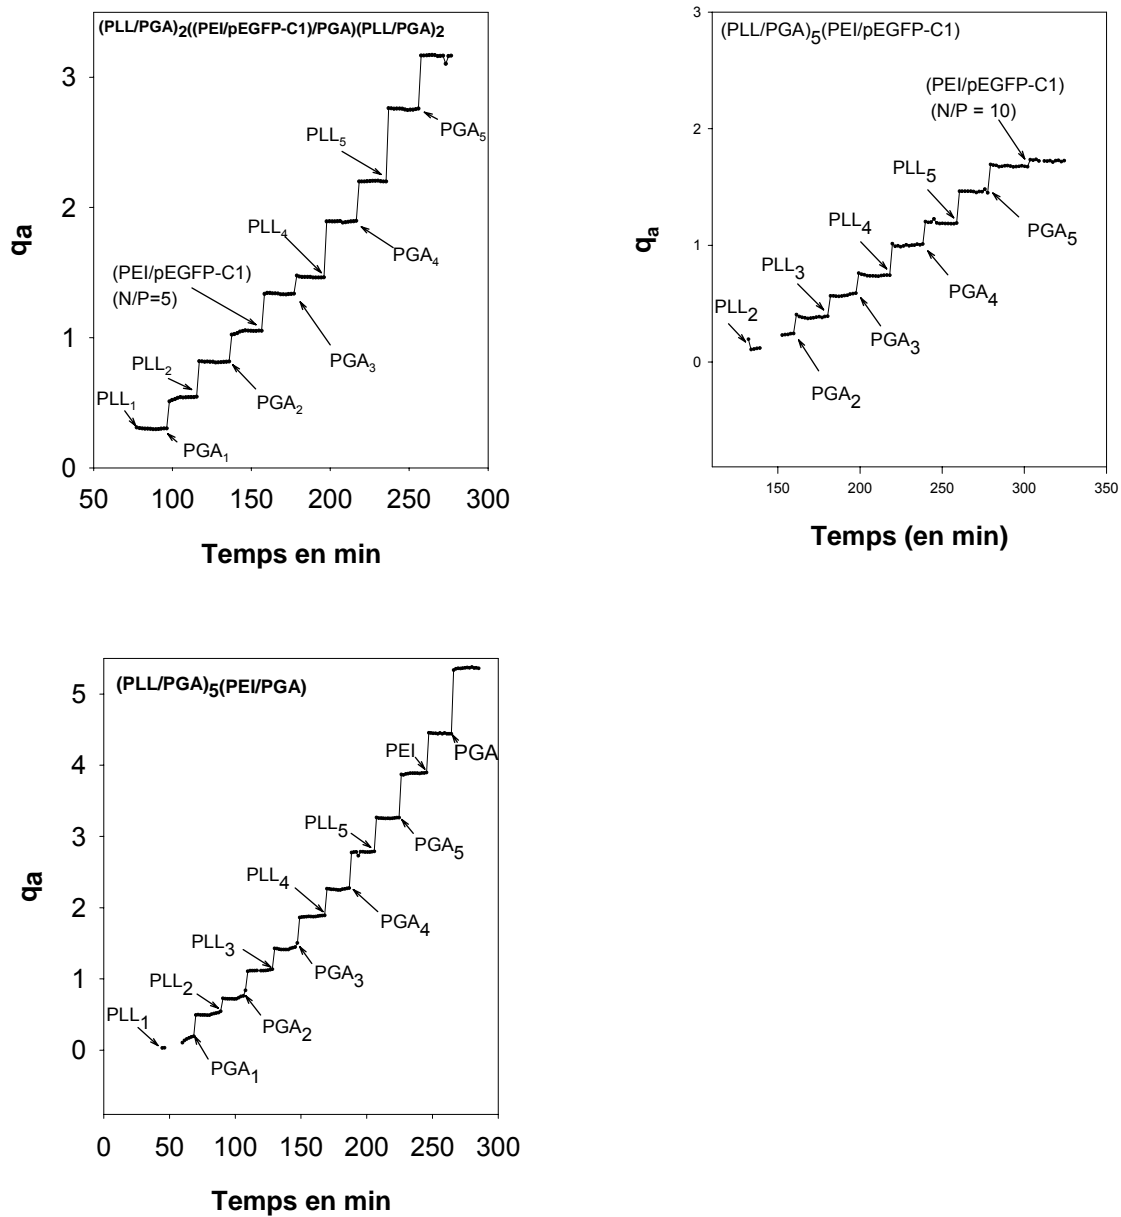 (PLL/PGA)2((PEI/pEGFP-C1)/PGA)(PLL/PGA)2
3
2
1
0
qa
PLL1
PGA1
PLL2
PGA2
(PEI/pEGFP-C1)
(N/P=5)
PGA3
PLL4
PGA4
PLL5
PGA5
50 100 150 200 250 300
Temps en min
(PLL/PGA)5(PEI/pEGFP-C1)
3
2
1
0
qa
PLL2
PGA2
PLL3
PGA3
PLL4
PGA4
PLL5
PGA5
(PEI/pEGFP-C1)
(N/P = 10)
150 200 250 300 350
Temps (en min)
(PLL/PGA)5(PEI/PGA)
5
4
3
2
1
0
qa
PLL1
PGA1
PLL2
PGA2
PLL3
PGA3
PLL4
PGA4
PLL5
PGA5
PEI
PGA
0 50 100 150 200 250 300
Temps en min